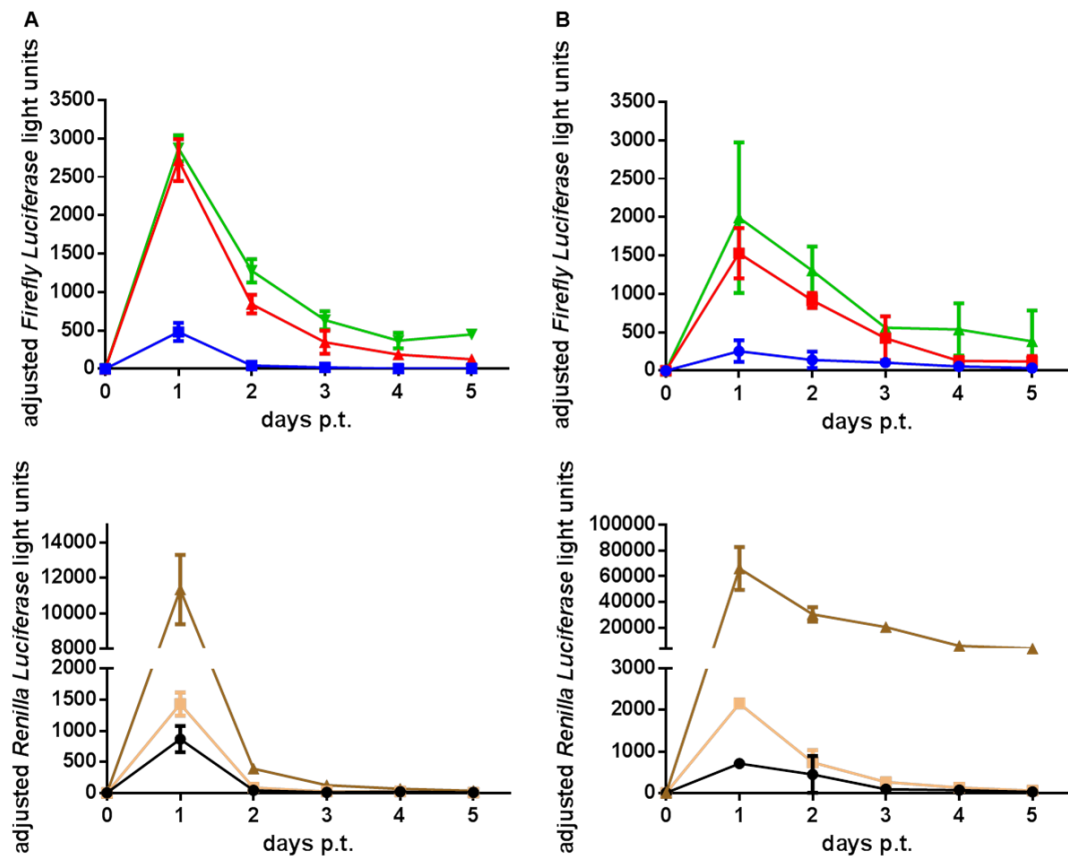 A
adjusted Firefly Luciferase light units
3500
3000
2500
2000
1500
1000
500
0
0 1 2 3 4 5
days p.t.
B
adjusted Firefly Luciferase light units
3500
3000
2500
2000
1500
1000
500
0
0 1 2 3 4 5
days p.t.
adjusted Renilla Luciferase light units
14000
12000
10000
8000
2000
1500
1000
500
0
0 1 2 3 4 5
days p.t.
adjusted Renilla Luciferase light units
100000
80000
60000
40000
20000
3000
2000
1000
0
0 1 2 3 4 5
days p.t.